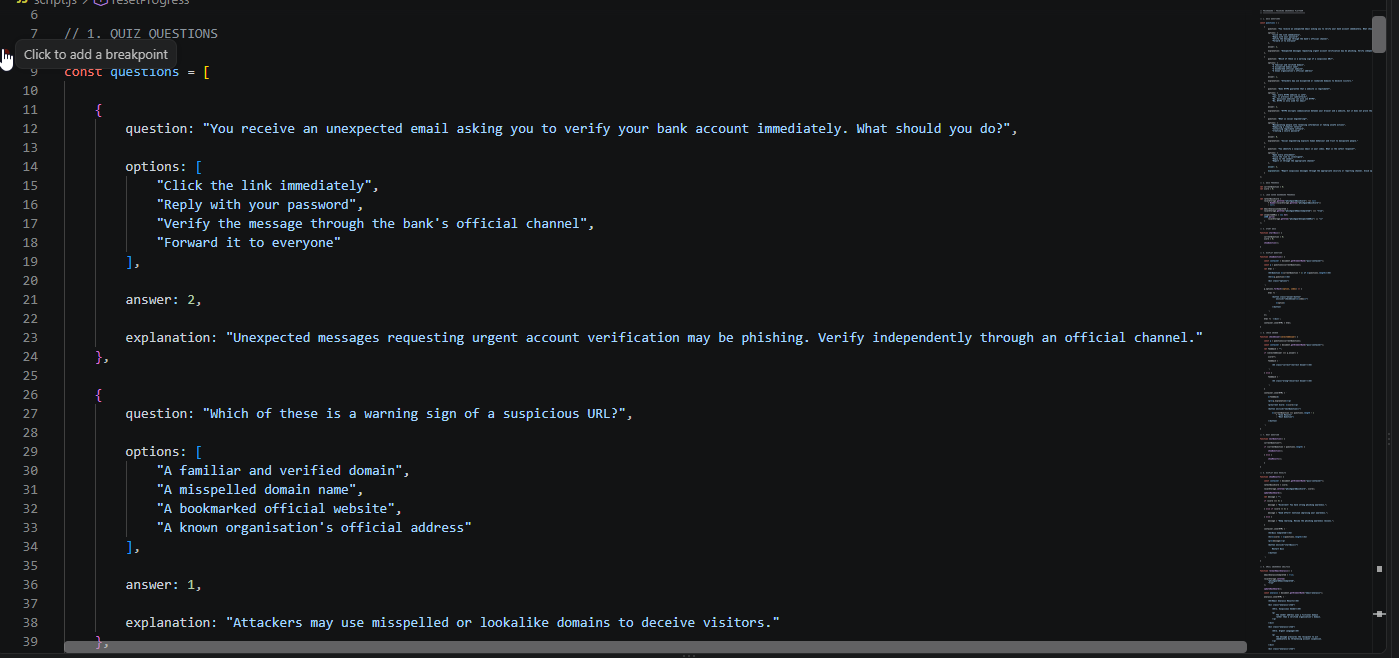 script.js > resetProgress
6
7 // 1. QUIZ QUESTIONS
Click to add a breakpoint
9 const questions = [
10
11 {
12 question: "You receive an unexpected email asking you to verify your bank account immediately. What should you do?",
13
14 options: [
15 "Click the link immediately",
16 "Reply with your password",
17 "Verify the message through the bank's official channel",
18 "Forward it to everyone"
19 ],
20
21 answer: 2,
22
23 explanation: "Unexpected messages requesting urgent account verification may be phishing. Verify independently through an official channel."
24 },
25
26 {
27 question: "Which of these is a warning sign of a suspicious URL?",
28
29 options: [
30 "A familiar and verified domain",
31 "A misspelled domain name",
32 "A bookmarked official website",
33 "A known organisation's official address"
34 ],
35
36 answer: 1,
37
38 explanation: "Attackers may use misspelled or lookalike domains to deceive visitors."
39 },